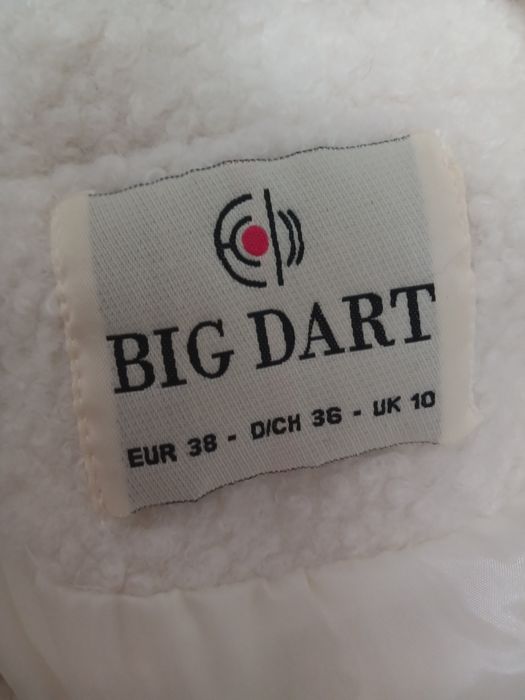 BIG DART
EUR 38 - D/CH 36 - UK 10